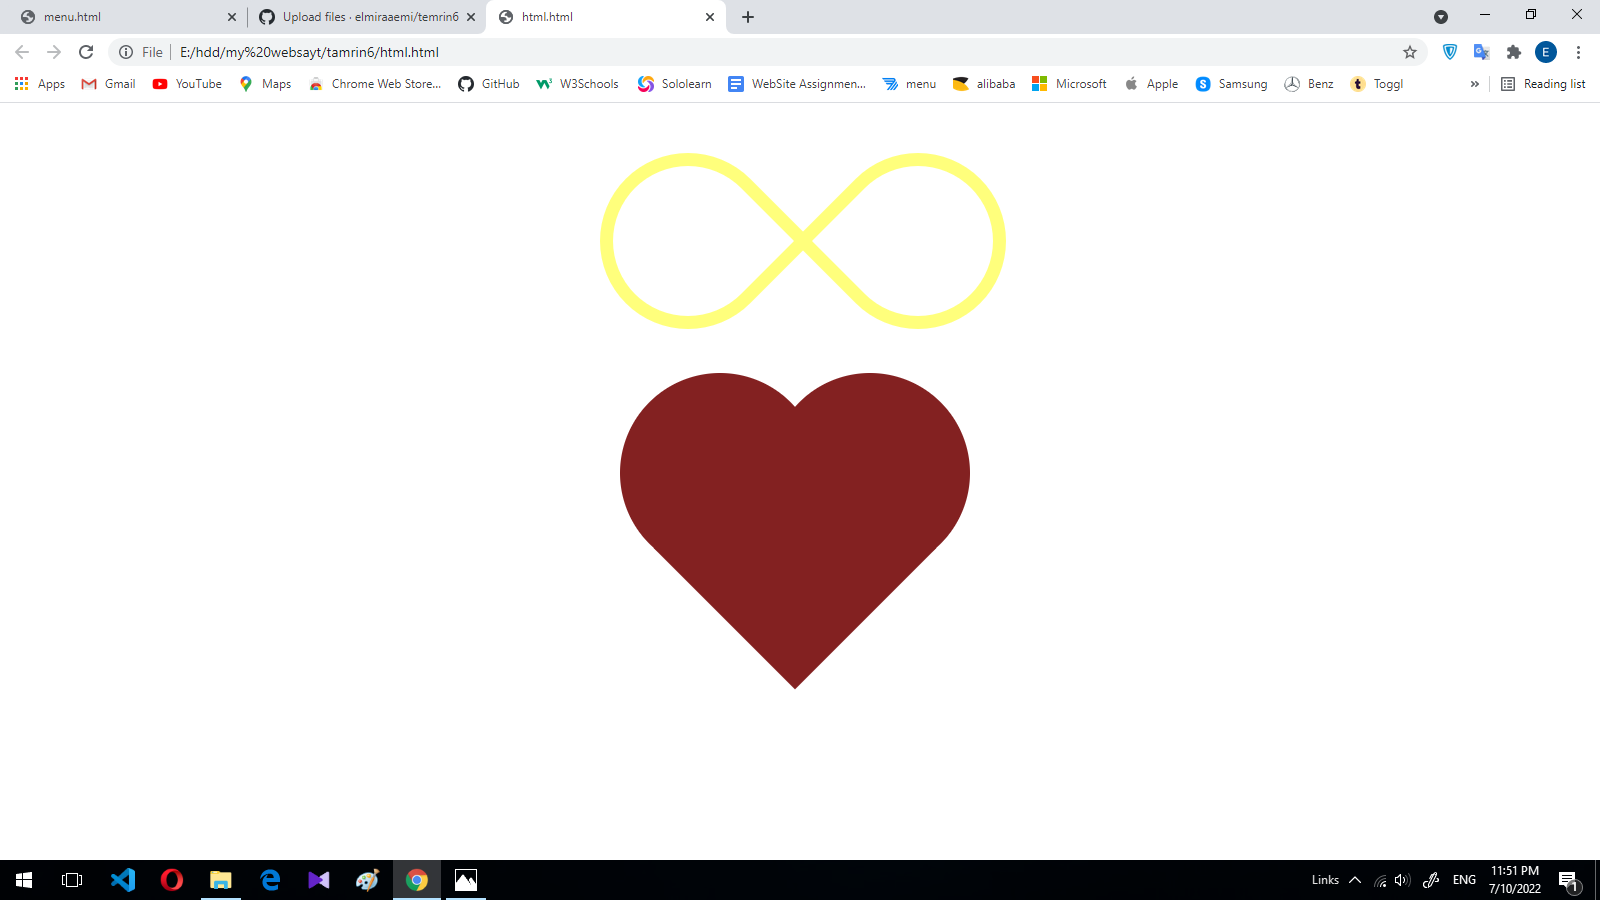 menu.html
Upload files · elmiraaemi/temrin6
html.html
File
E:/hdd/my%20websayt/tamrin6/html.html
E
Apps
Gmail
YouTube
Maps
Chrome Web Store...
GitHub
W3Schools
Sololearn
WebSite Assignmen...
menu
alibaba
Microsoft
Apple
S
Samsung
Benz
t
Toggl
»
Reading list
Links
ENG
11:51 PM
7/10/2022
1